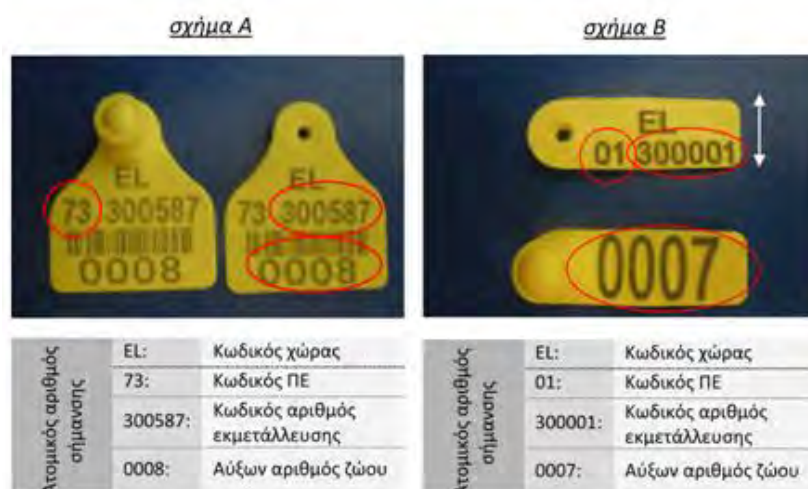 σχήμα Α
EL
73 300587
0008
EL
73 300587
0008
Ατομικός αριθμός σήμανσης
EL: Κωδικός χώρας
73: Κωδικός ΠΕ
300587: Κωδικός αριθμός
εκμετάλλευσης
0008: Αύξων αριθμός ζώου
σχήμα Β
EL
01 300001
0007
Ατομικός αριθμός σήμανσης
EL: Κωδικός χώρας
01: Κωδικός ΠΕ
300001: Κωδικός αριθμός
εκμετάλλευσης
0007: Αύξων αριθμός ζώου